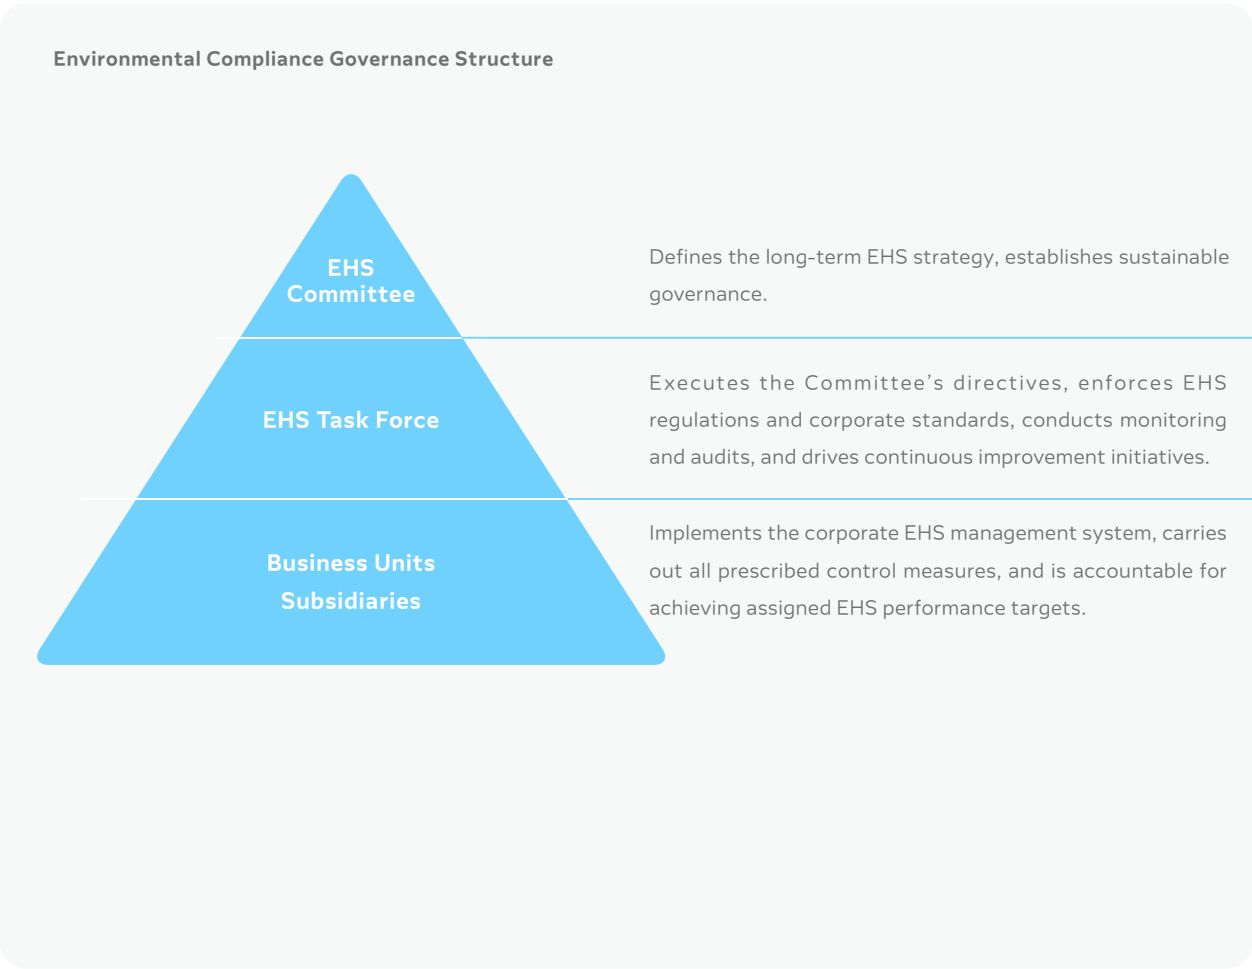 Environmental Compliance Governance Structure
EHS
Committee
Defines the long-term EHS strategy, establishes sustainable
governance.
EHS Task Force
Executes the Committee’s directives, enforces EHS
regulations and corporate standards, conducts monitoring
and audits, and drives continuous improvement initiatives.
Business Units
Subsidiaries
Implements the corporate EHS management system, carries
out all prescribed control measures, and is accountable for
achieving assigned EHS performance targets.